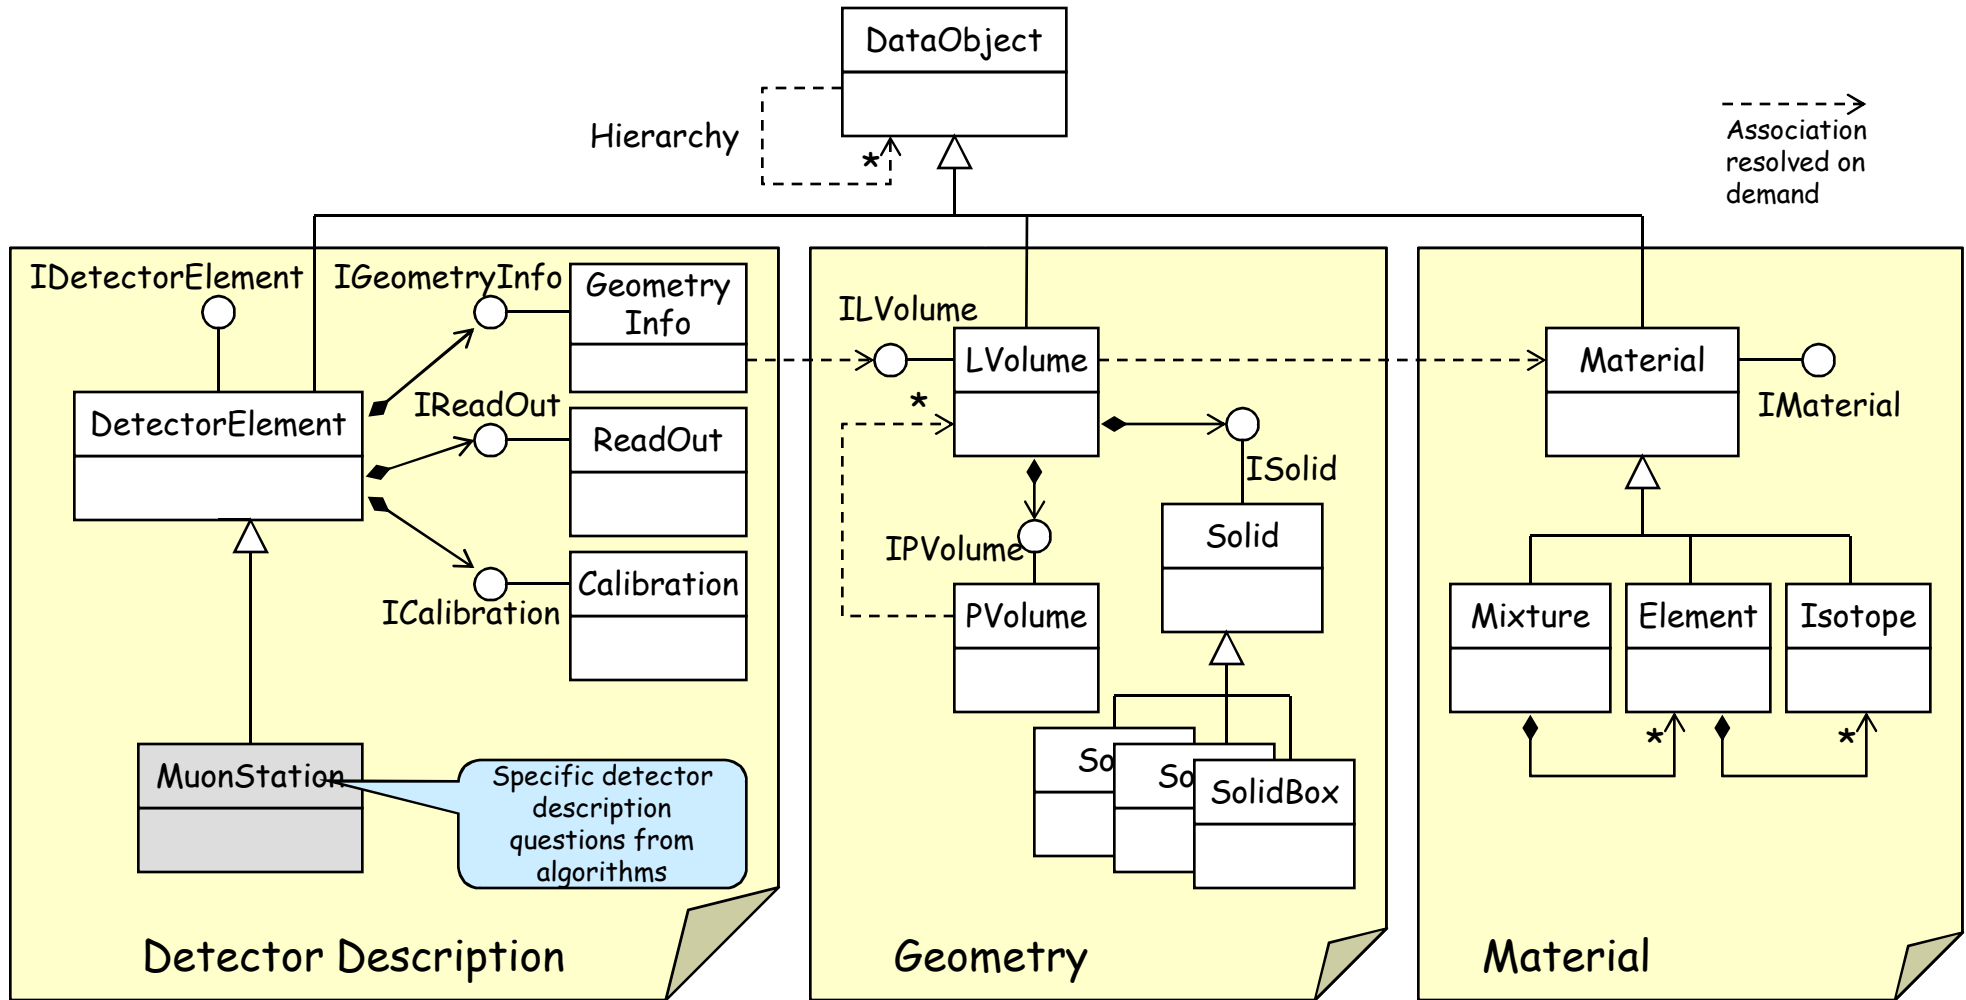 DataObject
Hierarchy
*
Association
resolved on
demand
IDetectorElement
IGeometryInfo
Geometry
Info
DetectorElement
IReadOut
ReadOut
ICalibration
Calibration
MuonStation
Specific detector
description
questions from
algorithms
Detector Description
ILVolume
LVolume
*
ISolid
Solid
IPVolume
PVolume
So
So
SolidBox
Geometry
Material
IMaterial
Mixture
Element
Isotope
*
*
Material